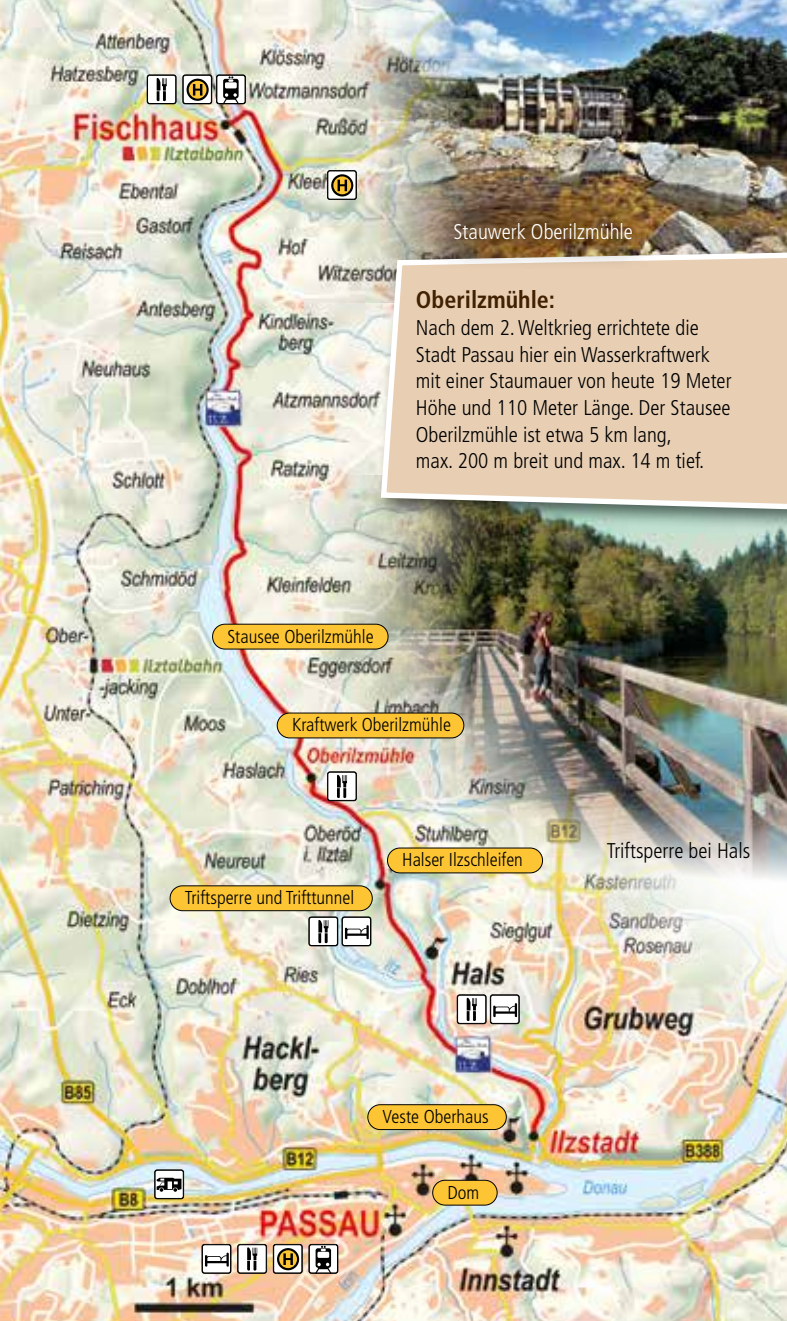 Attenberg
Klössing
Hatzesberg
Hötzdorf
Wotzmannsdorf
Fischhaus
Rußöd
Ilztalbahn
Ebental
H
H
Gastorf
Stauwerk Oberilzmühle
Reisach
Hof
Ilz
Witzersdor
Oberilzmühle:
Nach dem 2. Weltkrieg errichtete die
Stadt Passau hier ein Wasserkraftwerk
mit einer Staumauer von heute 19 Meter
Höhe und 110 Meter Länge. Der Stausee
Oberilzmühle ist etwa 5 km lang,
max. 200 m breit und max. 14 m tief.
Antesberg
Kindleins-
berg
Neuhaus
Atzmannsdorf
Ratzing
Schlott
Leitzing
Schmidöd
Kleinfelden
Stausee Oberilzmühle
Ober-
Ilztalbahn
-jacking
Eggersdorf
Unter-
Limbach
Moos
Kraftwerk Oberilzmühle
Oberilzmühle
Haslach
Patriching
Kinsing
Oberöd
i. Ilztal
Stuhlberg
B12
Triftsperre bei Hals
Neureut
Halser Ilzschleifen
Kastenreuth
Triftsperre und Trifttunnel
Dietzing
Sieglgut
Sandberg
Rosenau
Ilz
Ries
Hals
Doblhof
Eck
Grubweg
Hackl-
berg
B85
Veste Oberhaus
Ilzstadt
B388
B12
Dom
Donau
B8
PASSAU
H
Innstadt
1 km